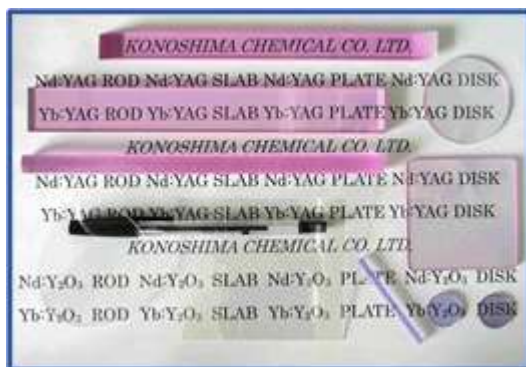 KONOSHIMA CHEMICAL CO. LTD.
Nd:YAG ROD Nd:YAG SLAB Nd:YAG PLATE Nd:YAG DISK
Yb:YAG ROD Yb:YAG SLAB Yb:YAG PLATE Yb:YAG DISK
KONOSHIMA CHEMICAL CO. LTD.
Nd:YAG ROD Nd:YAG SLAB Nd:YAG PLATE Nd:YAG DISK
Yb:YAG ROD Yb:YAG SLAB Yb:YAG PLATE Yb:YAG DISK
KONOSHIMA CHEMICAL CO. LTD.
Nd:Y₂O₃ ROD Nd:Y₂O₃ SLAB Nd:Y₂O₃ PLATE Nd:Y₂O₃ DISK
Yb:Y₂O₃ ROD Yb:Y₂O₃ SLAB Yb:Y₂O₃ PLATE Yb:Y₂O₃ DISK